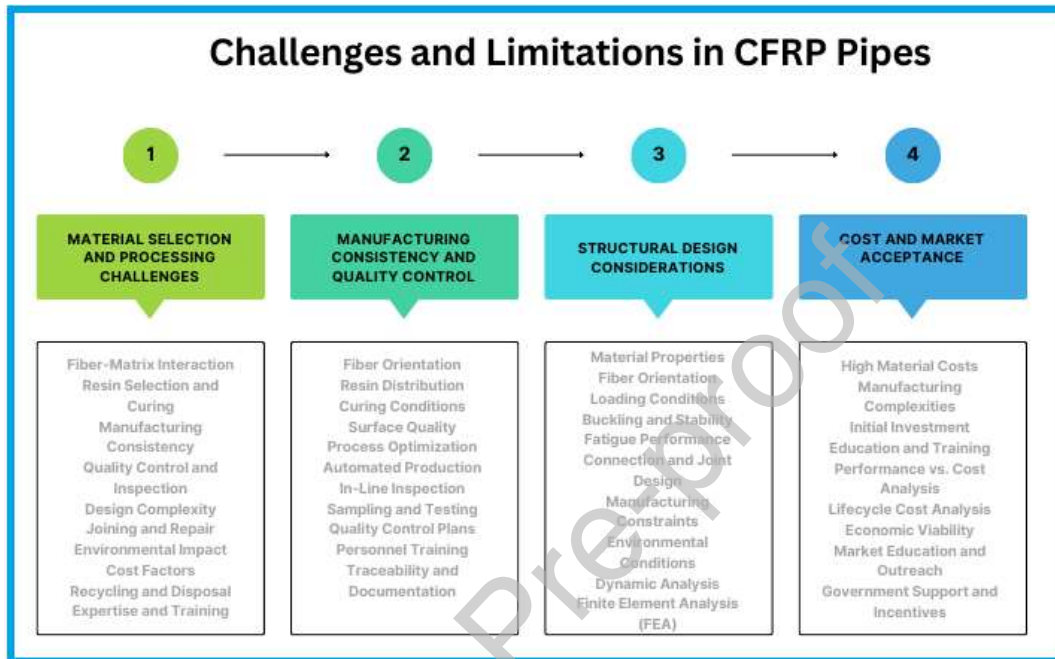 Challenges and Limitations in CFRP Pipes
1
2
3
4
MATERIAL SELECTION
AND PROCESSING
CHALLENGES
MANUFACTURING
CONSISTENCY AND
QUALITY CONTROL
STRUCTURAL DESIGN
CONSIDERATIONS
COST AND MARKET
ACCEPTANCE
Fiber-Matrix Interaction
Resin Selection and
Curing
Manufacturing
Consistency
Quality Control and
Inspection
Design Complexity
Joining and Repair
Environmental Impact
Cost Factors
Recycling and Disposal
Expertise and Training
Fiber Orientation
Resin Distribution
Curing Conditions
Surface Quality
Process Optimization
Automated Production
In-Line Inspection
Sampling and Testing
Quality Control Plans
Personnel Training
Traceability and
Documentation
Material Properties
Fiber Orientation
Loading Conditions
Buckling and Stability
Fatigue Performance
Connection and Joint
Design
Manufacturing
Constraints
Environmental
Conditions
Dynamic Analysis
Finite Element Analysis
(FEA)
High Material Costs
Manufacturing
Complexities
Initial Investment
Education and Training
Performance vs. Cost
Analysis
Lifecycle Cost Analysis
Economic Viability
Market Education and
Outreach
Government Support and
Incentives
Pre-proof